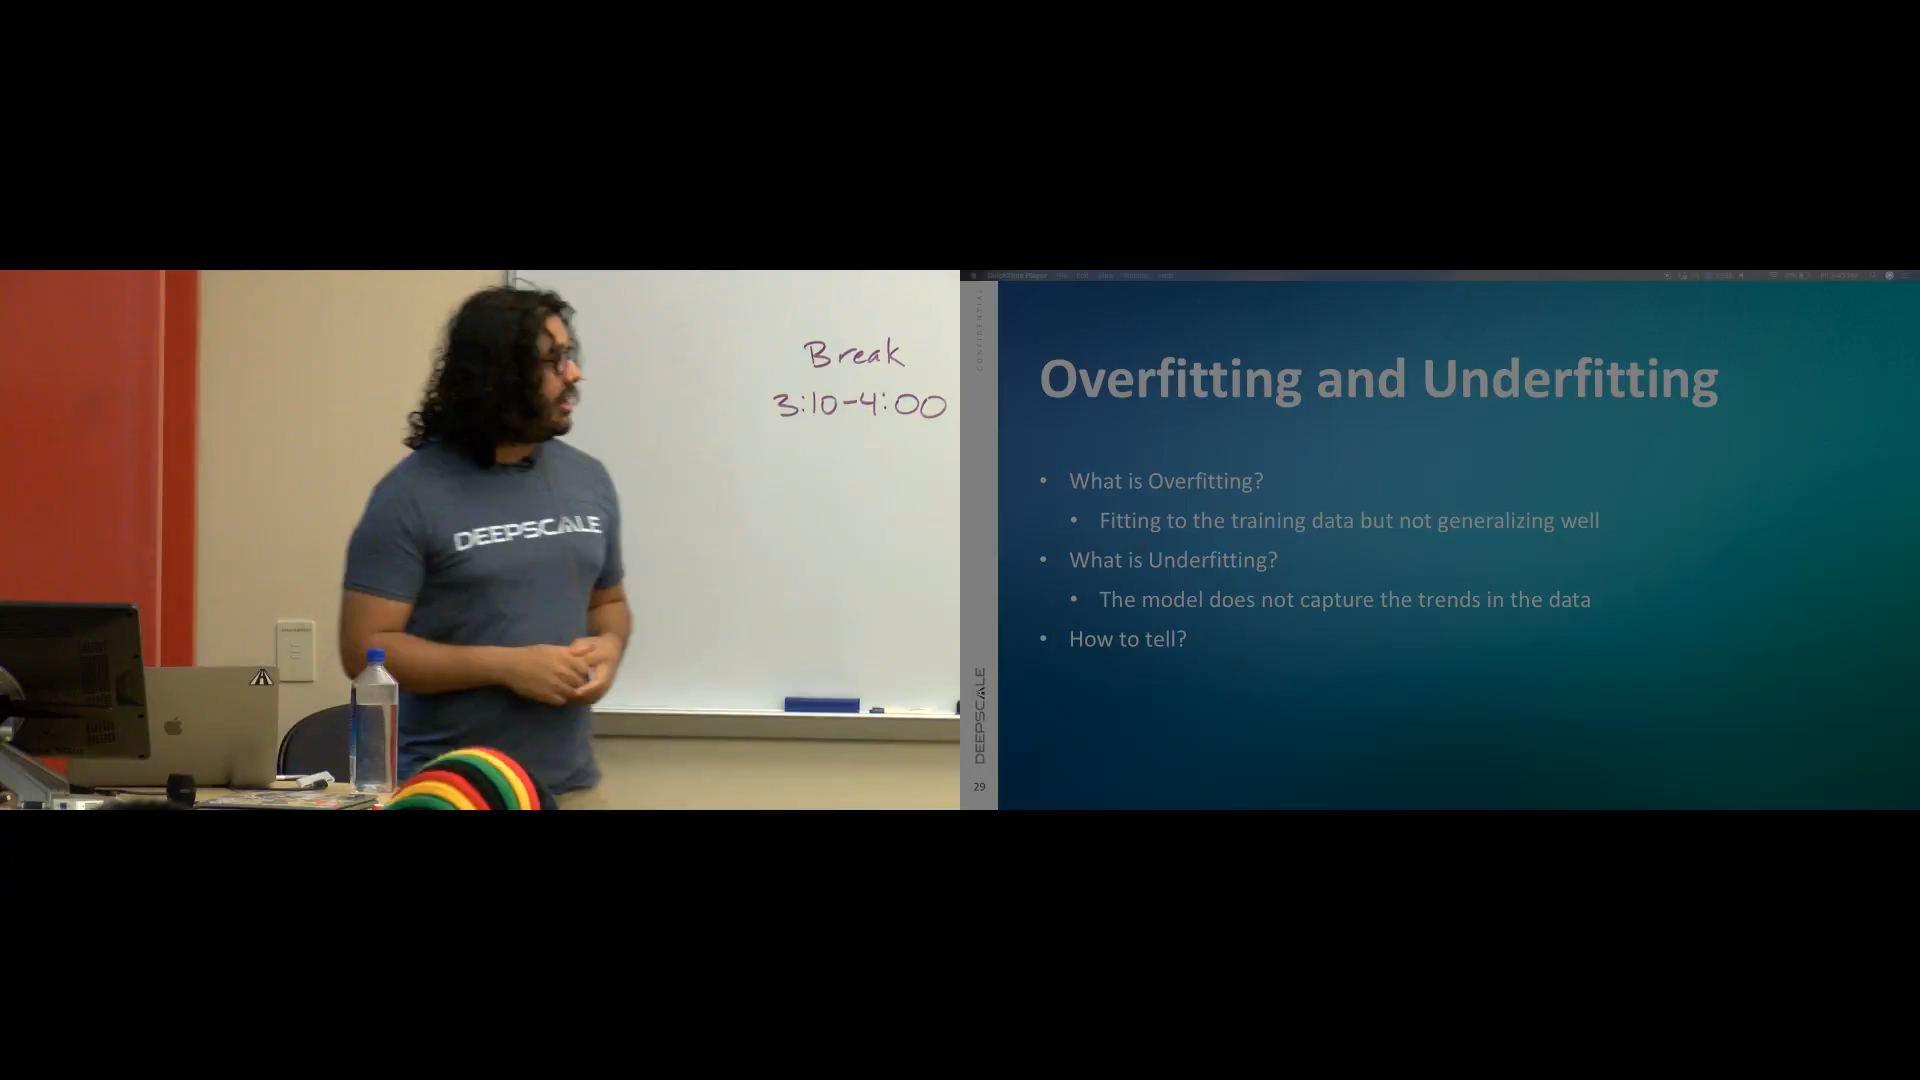 Break
3:10-4:00
DEEPSCALE
CONFIDENTIAL
Overfitting and Underfitting
• What is Overfitting?
• Fitting to the training data but not generalizing well
• What is Underfitting?
• The model does not capture the trends in the data
• How to tell?
DEEPSCALE
29